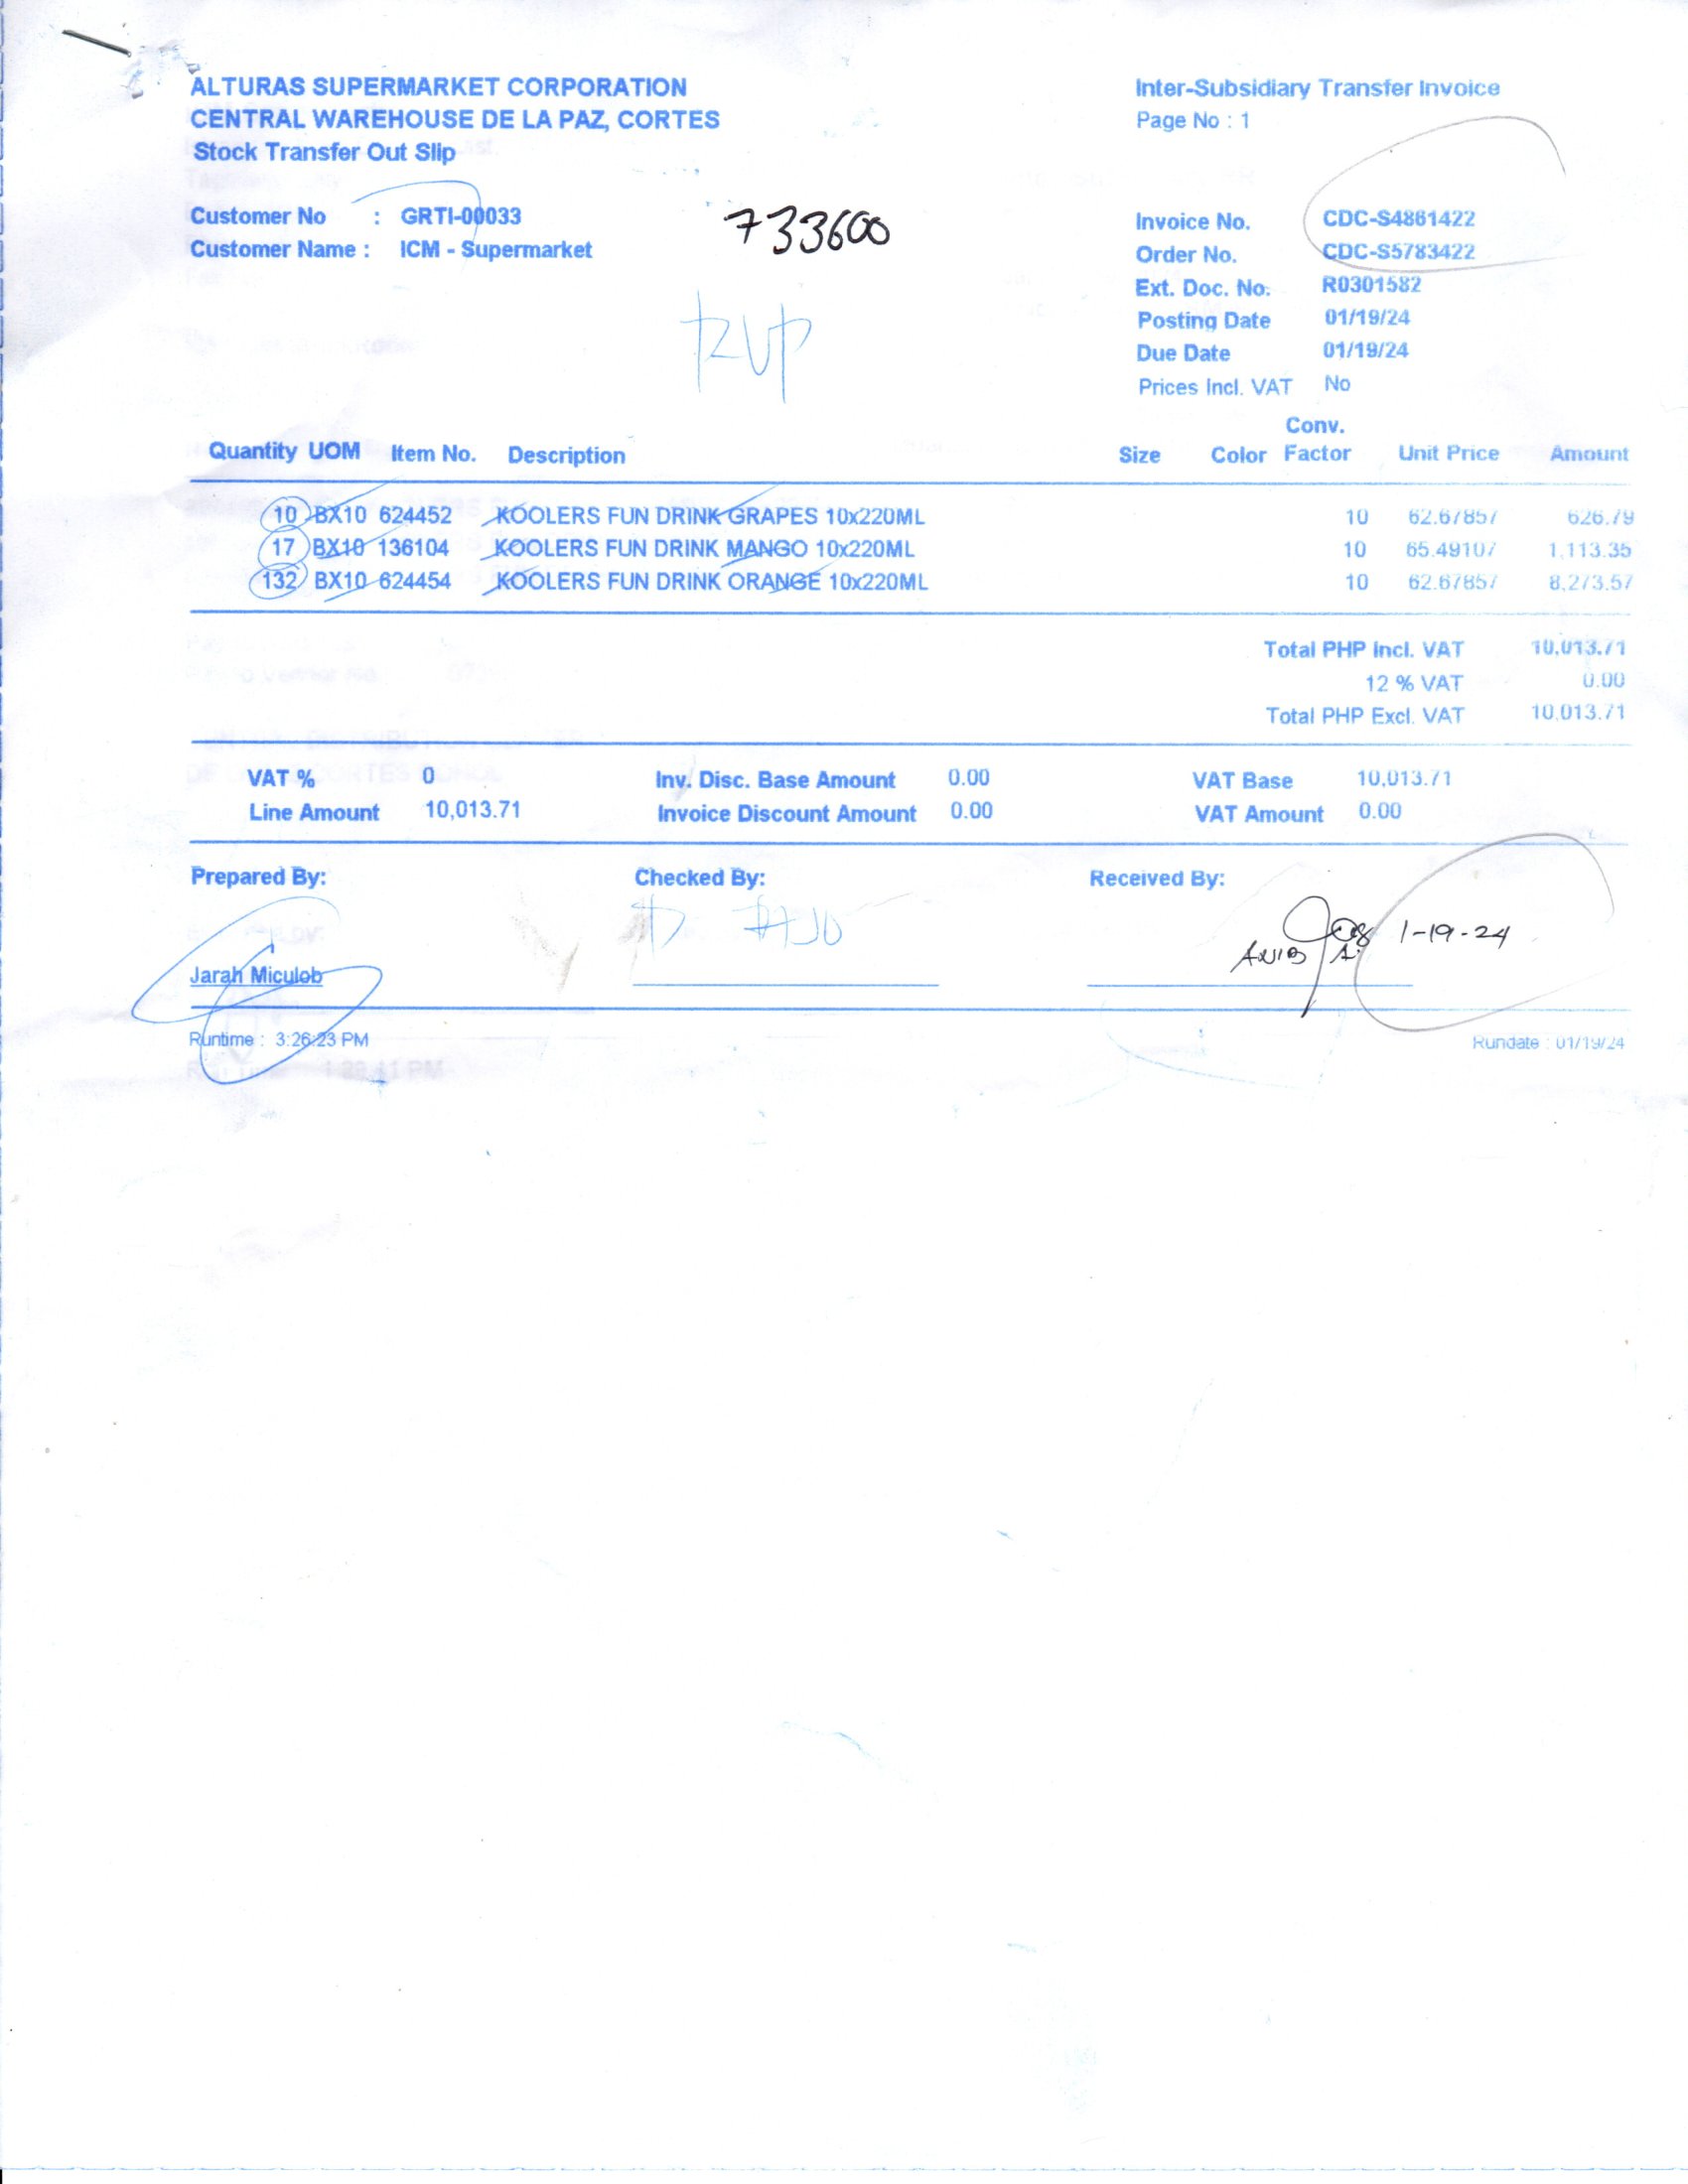 ALTURAS SUPERMARKET CORPORATION
CENTRAL WAREHOUSE DE LA PAZ, CORTES
Stock Transfer Out Slip
Inter-Subsidiary Transfer Invoice
Page No : 1
Customer No : GRTI-00033
Customer Name : ICM - Supermarket
733600
RVP
Invoice No. CDC-S4861422
Order No. CDC-S5783422
Ext. Doc. No. R0301582
Posting Date 01/19/24
Due Date 01/19/24
Prices Incl. VAT No
Quantity UOM Item No. Description Size Color Conv. Factor Unit Price Amount
10 BX10 624452 KOOLERS FUN DRINK GRAPES 10x220ML 10 62.67857 626.79
17 BX10 136104 KOOLERS FUN DRINK MANGO 10x220ML 10 65.49107 1,113.35
132 BX10 624454 KOOLERS FUN DRINK ORANGE 10x220ML 10 62.67857 8,273.57
Total PHP Incl. VAT 10,013.71
12 % VAT 0.00
Total PHP Excl. VAT 10,013.71
VAT % 0 Inv. Disc. Base Amount 0.00 VAT Base 10,013.71
Line Amount 10,013.71 Invoice Discount Amount 0.00 VAT Amount 0.00
Prepared By: Checked By: Received By:
1-19-24
Jarah Miculob
Runtime : 3:26:23 PM Rundate : 01/19/24